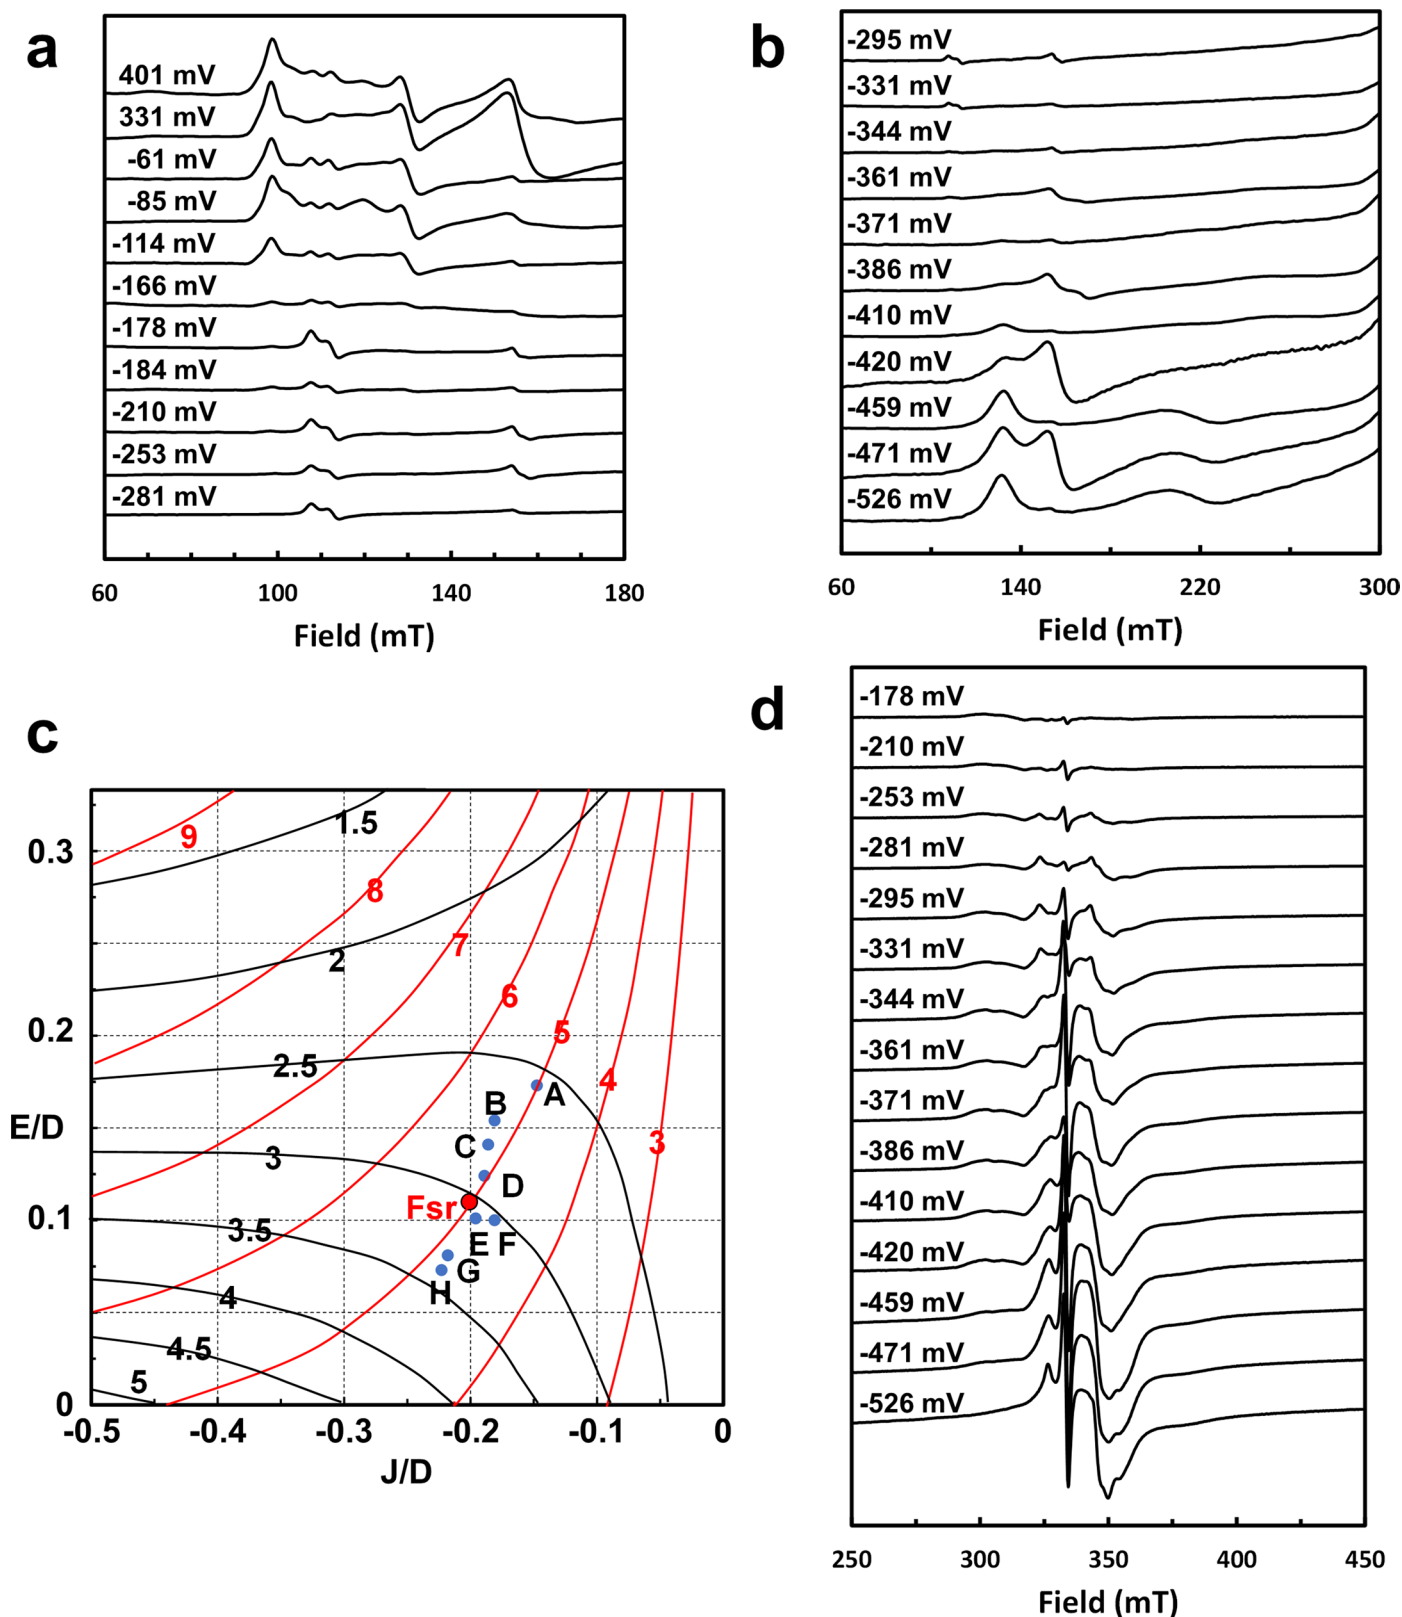 a
401 mV
331 mV
-61 mV
-85 mV
-114 mV
-166 mV
-178 mV
-184 mV
-210 mV
-253 mV
-281 mV
60 100 140 180
Field (mT)
b
-295 mV
-331 mV
-344 mV
-361 mV
-371 mV
-386 mV
-410 mV
-420 mV
-459 mV
-471 mV
-526 mV
60 140 220 300
Field (mT)
c
E/D
0.3
0.2
0.1
0
9
1.5
8
2
7
6
5
2.5
4
A
B
3
C
3
D
Fsr
3.5
E F
G
H
4
4.5
5
-0.5 -0.4 -0.3 -0.2 -0.1 0
J/D
d
-178 mV
-210 mV
-253 mV
-281 mV
-295 mV
-331 mV
-344 mV
-361 mV
-371 mV
-386 mV
-410 mV
-420 mV
-459 mV
-471 mV
-526 mV
250 300 350 400 450
Field (mT)